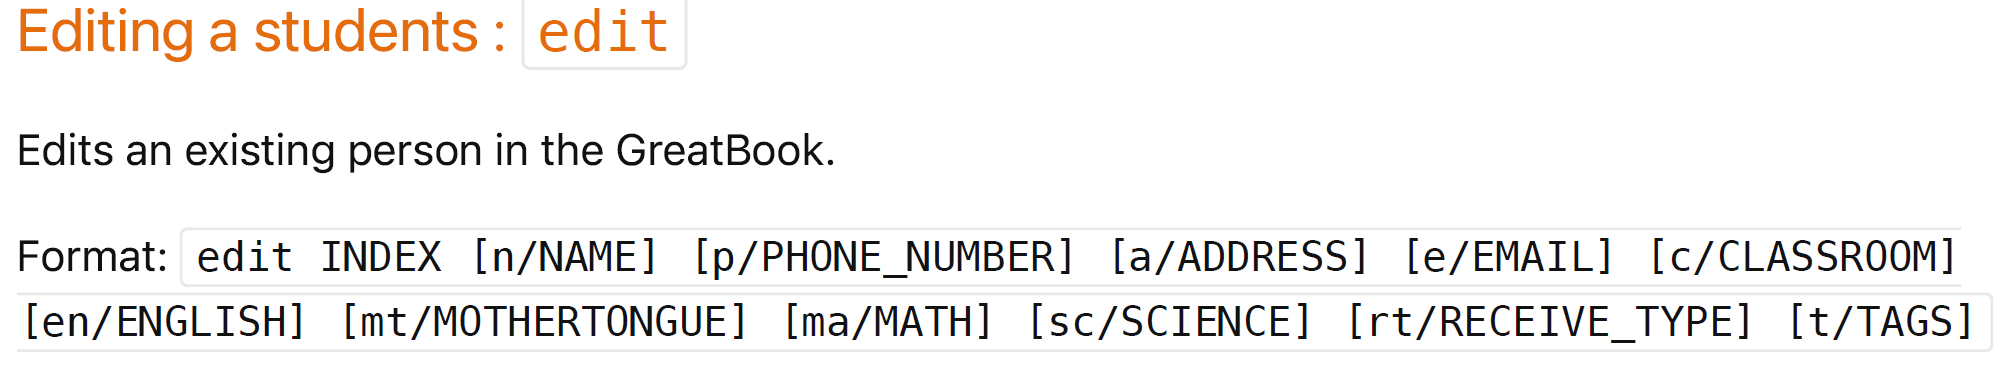 Editing a students : edit
Edits an existing person in the GreatBook.
Format: edit INDEX [n/NAME] [p/PHONE_NUMBER] [a/ADDRESS] [e/EMAIL] [c/CLASSROOM]
[en/ENGLISH] [mt/MOTHERTONGUE] [ma/MATH] [sc/SCIENCE] [rt/RECEIVE_TYPE] [t/TAGS]